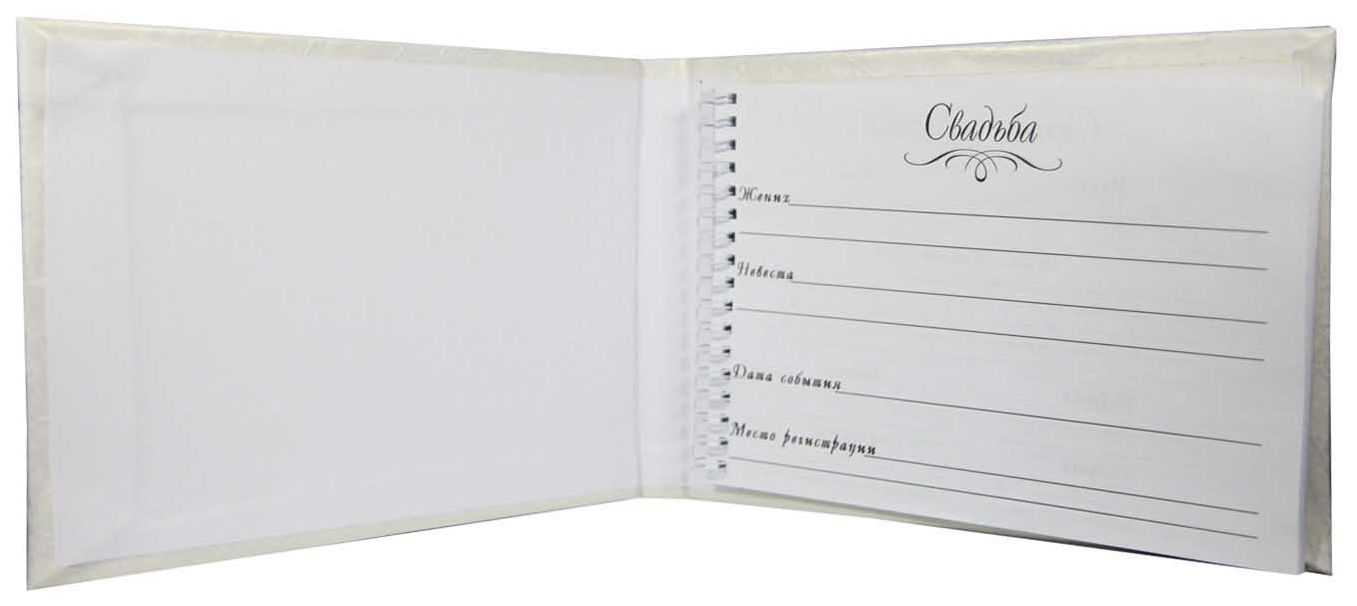 Свадьба
Жених
Невеста
Дата события
Место регистрации